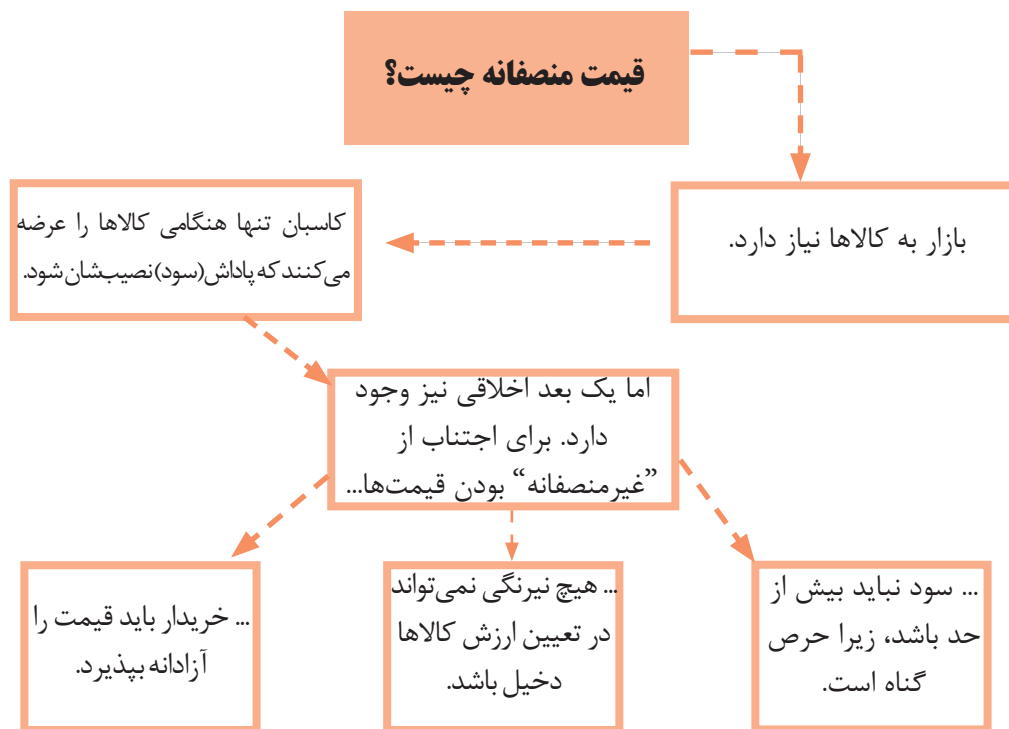 قیمت منصفانه چیست؟
بازار به کالاها نیاز دارد.
کاسبان تنها هنگامی کالاها را عرضه
می‌کنند که پاداش(سود)نصیب‌شان شود.
اما یک بعد اخلاقی نیز وجود
دارد. برای اجتناب از
”غیرمنصفانه“ بودن قیمت‌ها...
... سود نباید بیش از
حد باشد، زیرا حرص
گناه است.
... هیچ نیرنگی نمی‌تواند
در تعیین ارزش کالاها
دخیل باشد.
... خریدار باید قیمت را
آزادانه بپذیرد.